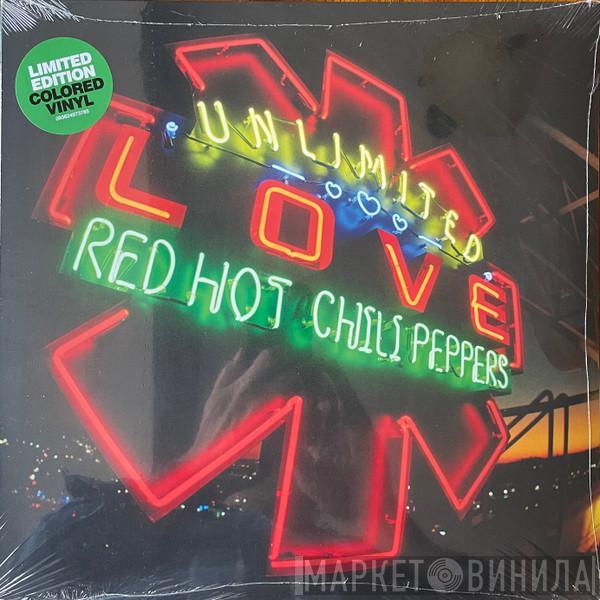 LIMITED
EDITION
COLORED
VINYL
UNLIMITED
LOVE
RED HOT CHILI PEPPERS
МАРКЕТ ВИНИЛА